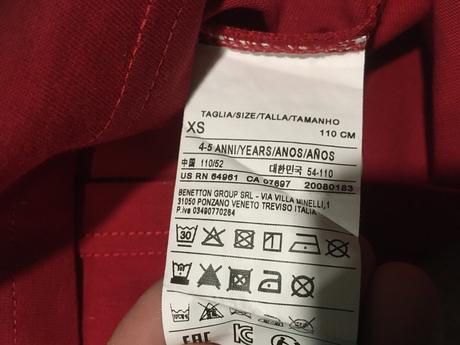 TAGLIA/SIZE/TALLA/TAMANHO
XS 110 CM
4-5 ANNI/YEARS/ANOS/AÑOS
中国 110/52 대한민국 54-110
US RN 64961 CA 07697 20080183
BENETTON GROUP SRL - VIA VILLA MINELLI,1
31050 PONZANO VENETO TREVISO ITALIA
P.Iva 03490770264
30
EAC